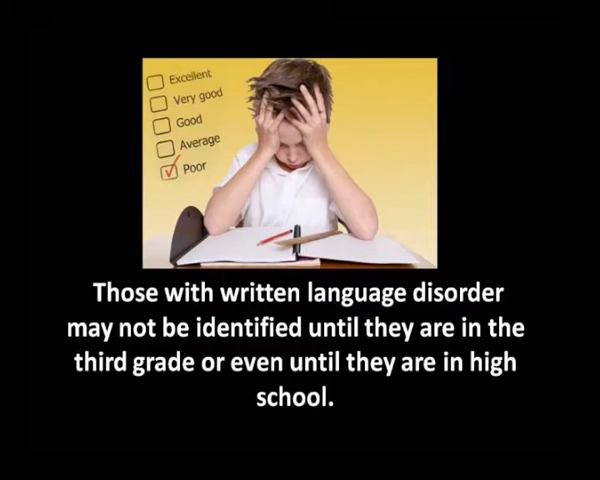 Excellent
Very good
Good
Average
Poor
Those with written language disorder
may not be identified until they are in the
third grade or even until they are in high
school.